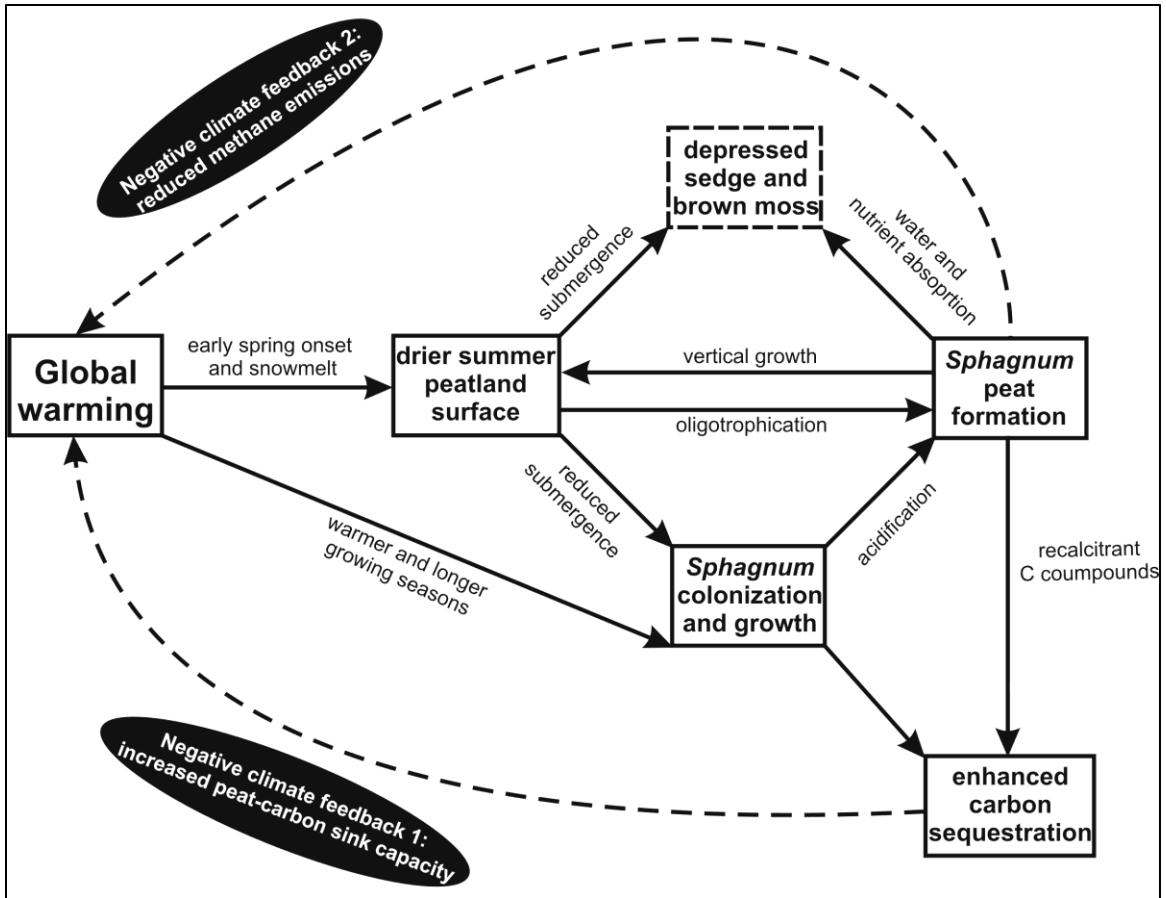 Negative climate feedback 2:
reduced methane emissions
depressed
sedge and
brown moss
reduced
submergence
water and
nutrient absoprtion
Global
warming
early spring onset
and snowmelt
drier summer
peatland
surface
vertical growth
oligotrophication
Sphagnum
peat
formation
reduced
submergence
acidification
warmer and longer
growing seasons
Sphagnum
colonization
and growth
recalcitrant
C coumpounds
Negative climate feedback 1:
increased peat-carbon sink capacity
enhanced
carbon
sequestration